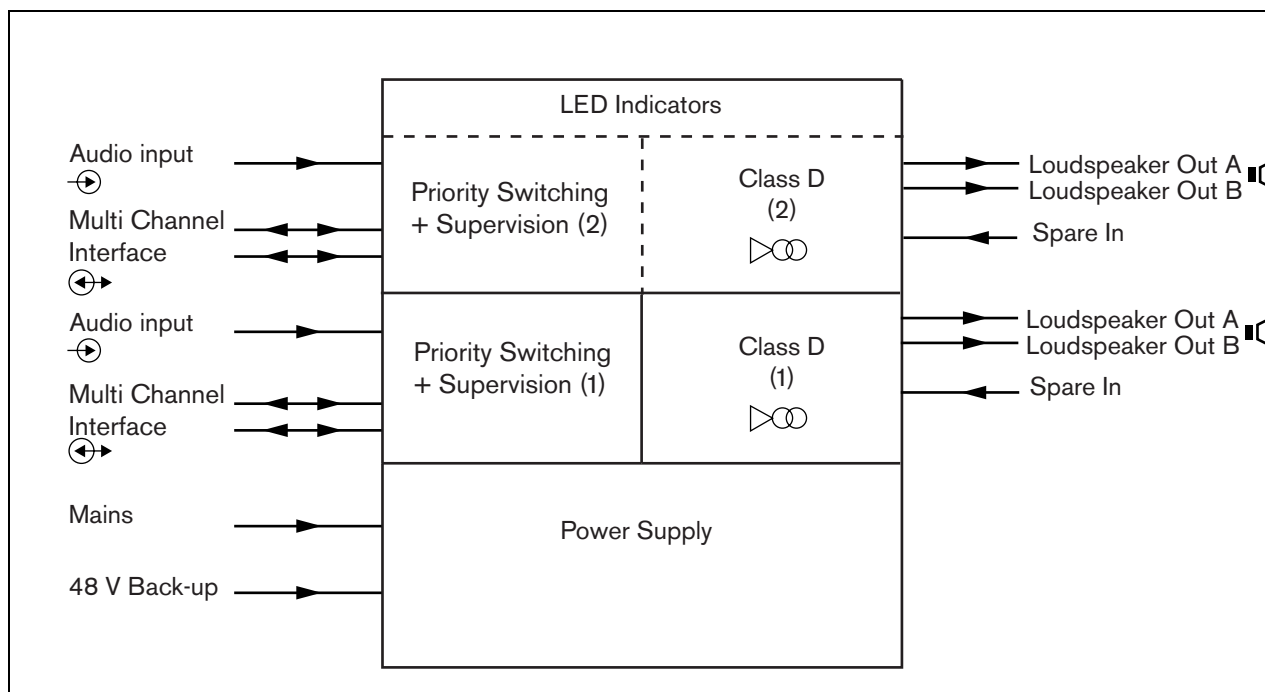 LED Indicators
Audio input
Multi Channel
Interface
Priority Switching
+ Supervision (2)
Class D
(2)
Loudspeaker Out A
Loudspeaker Out B
Spare In
Audio input
Multi Channel
Interface
Priority Switching
+ Supervision (1)
Class D
(1)
Loudspeaker Out A
Loudspeaker Out B
Spare In
Mains
48 V Back-up
Power Supply